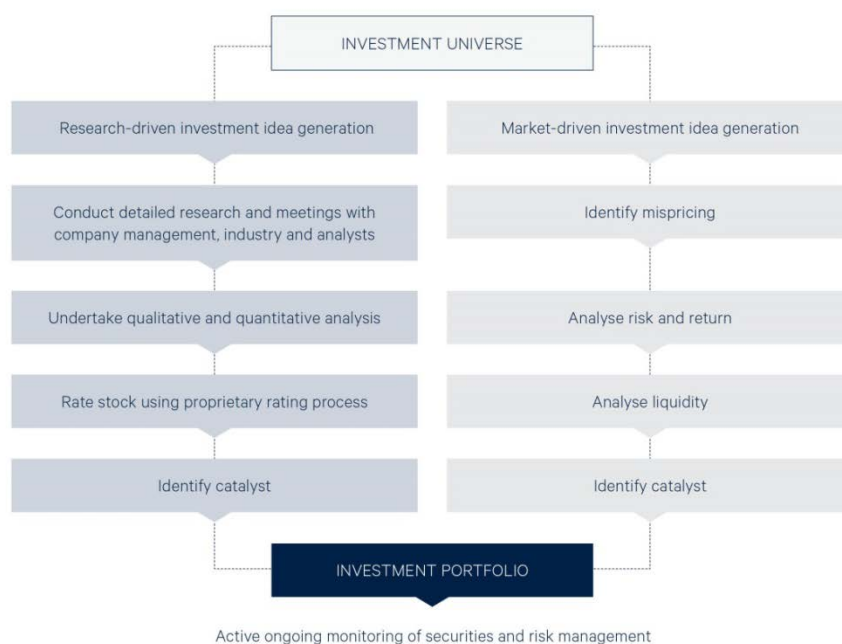 INVESTMENT UNIVERSE
Research-driven investment idea generation
Market-driven investment idea generation
Conduct detailed research and meetings with
company management, industry and analysts
Identify mispricing
Undertake qualitative and quantitative analysis
Analyse risk and return
Rate stock using proprietary rating process
Analyse liquidity
Identify catalyst
Identify catalyst
INVESTMENT PORTFOLIO
Active ongoing monitoring of securities and risk management